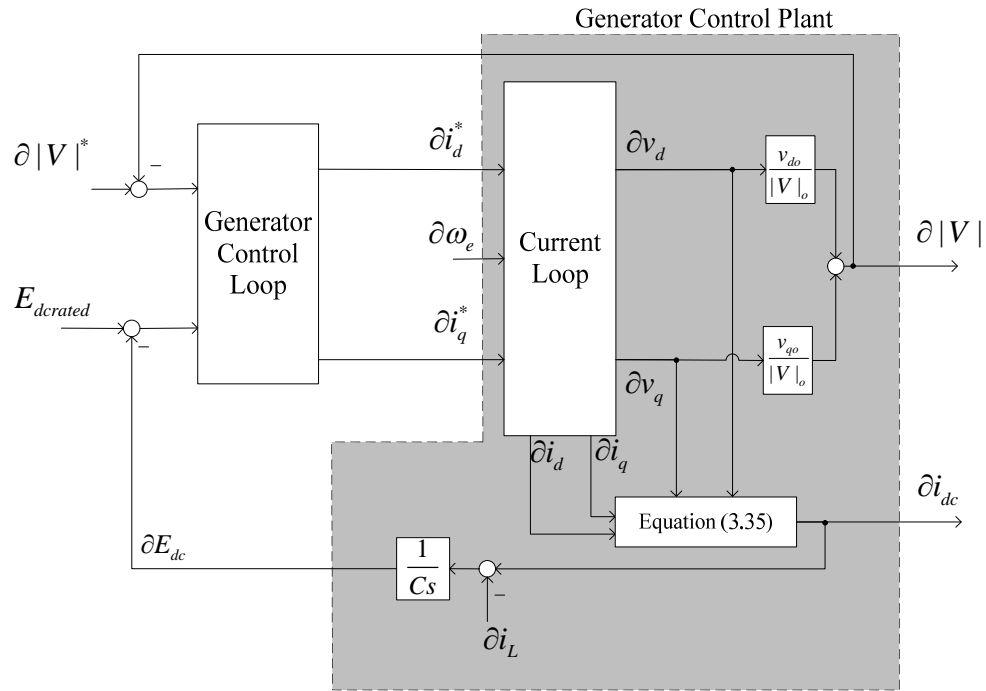 Generator Control Plant
∂|V|*
−
Generator
Control
Loop
E_dcrated
−
∂i_d*
∂ω_e
∂i_q*
Current
Loop
∂v_d
v_do
|V|_o
∂|V|
v_qo
|V|_o
∂v_q
∂i_d
∂i_q
Equation (3.35)
∂i_dc
∂E_dc
1
Cs
−
∂i_L